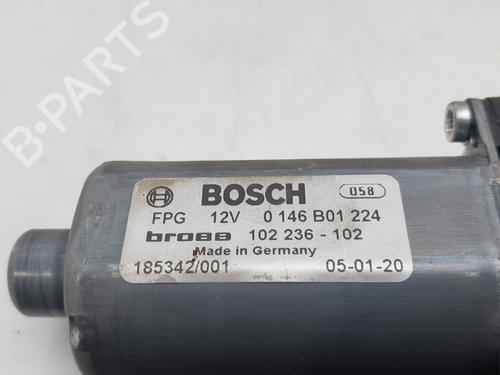 B-PARTS
BOSCH 058
FPG 12V 0 146 B01 224
brose 102 236 - 102
Made in Germany
185342/001 05-01-20